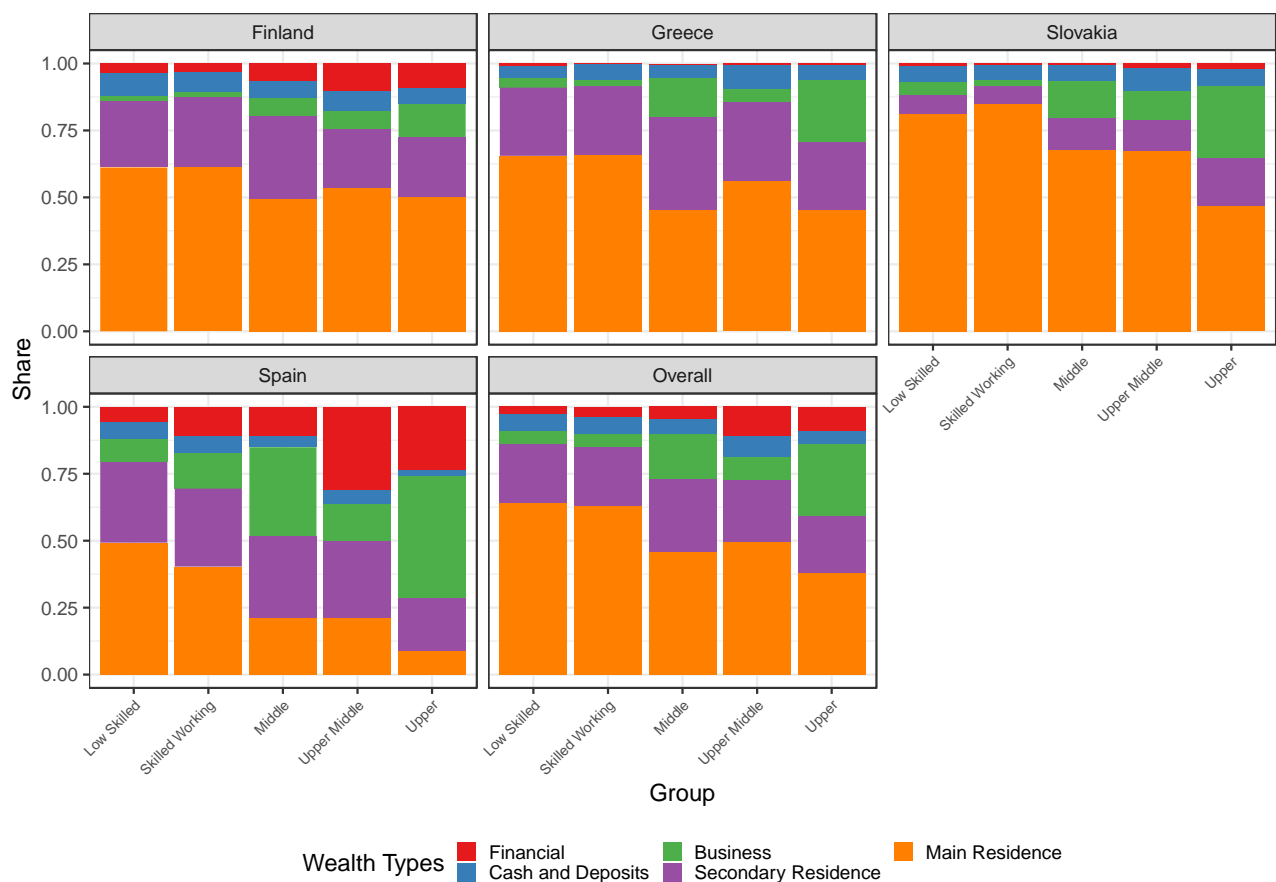 Finland
Greece
Slovakia
1.00
0.75
0.50
0.25
0.00
Share
Low Skilled
Skilled Working
Middle
Upper Middle
Upper
Spain
Overall
1.00
0.75
0.50
0.25
0.00
Low Skilled
Skilled Working
Middle
Upper Middle
Upper
Low Skilled
Skilled Working
Middle
Upper Middle
Upper
Group
Wealth Types
Financial
Business
Main Residence
Cash and Deposits
Secondary Residence